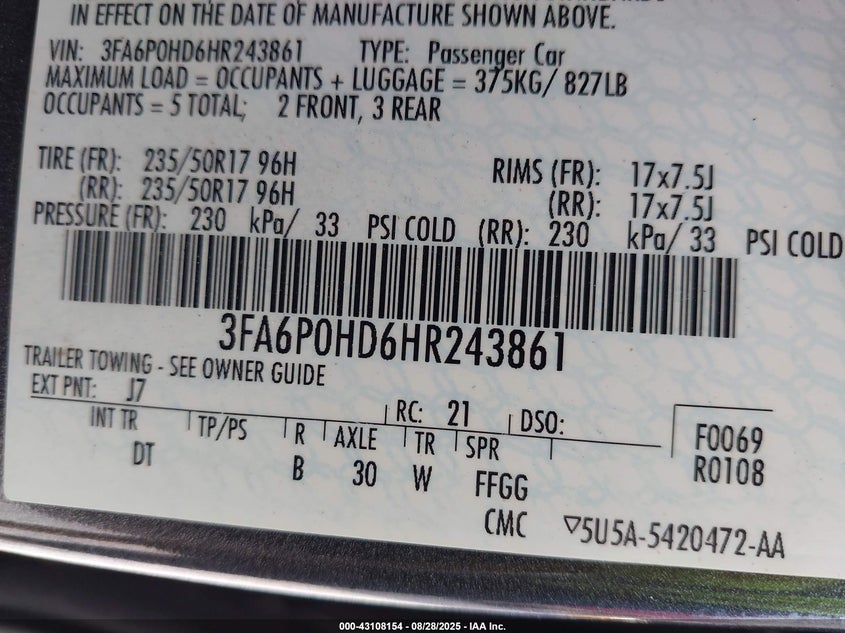 IN EFFECT ON THE DATE OF MANUFACTURE SHOWN ABOVE.
VIN: 3FA6P0HD6HR243861 TYPE: Passenger Car
MAXIMUM LOAD = OCCUPANTS + LUGGAGE = 375KG/ 827LB
OCCUPANTS = 5 TOTAL; 2 FRONT, 3 REAR
TIRE (FR): 235/50R17 96H RIMS (FR): 17x7.5J
(RR): 235/50R17 96H (RR): 17x7.5J
PRESSURE (FR): 230 kPa/ 33 PSI COLD (RR): 230 kPa/ 33 PSI COLD
3FA6P0HD6HR243861
TRAILER TOWING - SEE OWNER GUIDE
EXT PNT: J7 RC: 21 DSO:
INT TR TP/PS R AXLE TR SPR F0069
DT B 30 W FFGG R0108
CMC ▽5U5A-5420472-AA
000-43108154 - 08/28/2025 - IAA Inc.